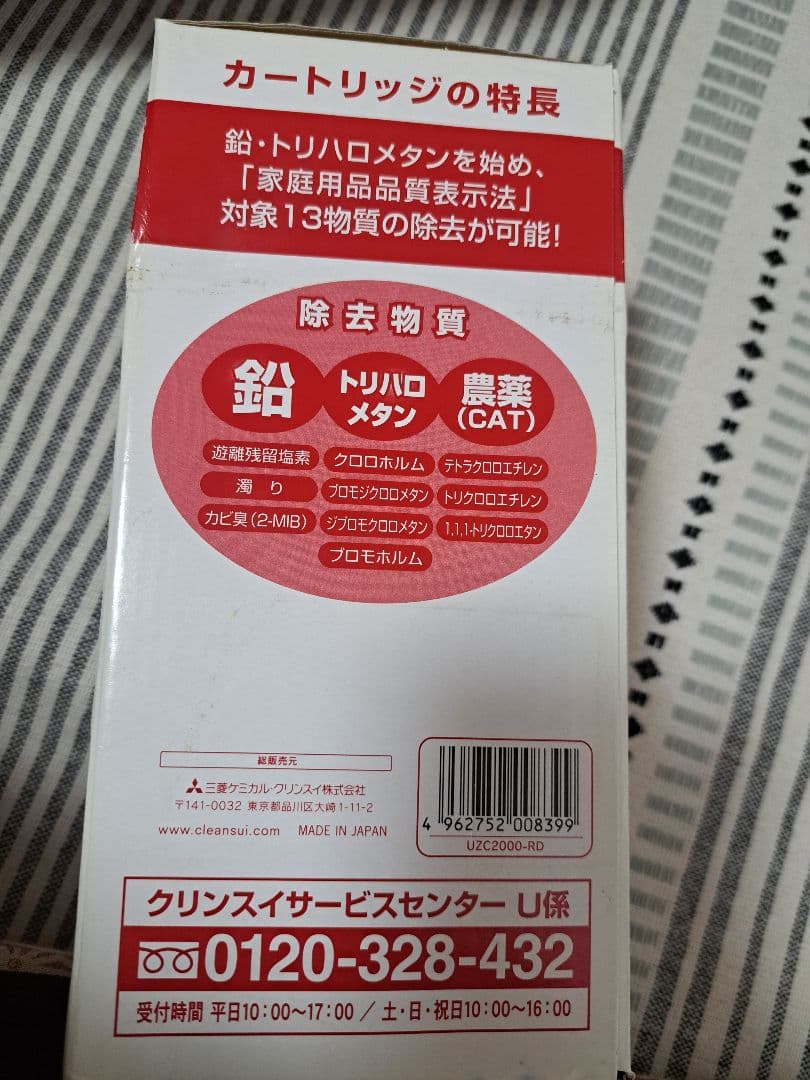 カートリッジの特長
鉛・トリハロメタンを始め、
「家庭用品品質表示法」
対象13物質の除去が可能!
除去物質
鉛
トリハロ
メタン
農薬
(CAT)
遊離残留塩素
クロロホルム
テトラクロロエチレン
濁り
ブロモジクロロメタン
トリクロロエチレン
カビ臭(2-MIB)
ジブロモクロロメタン
1,1,1-トリクロロエタン
ブロモホルム
総販売元
三菱ケミカル・クリンスイ株式会社
〒141-0032 東京都品川区大崎1-11-2
www.cleansui.com MADE IN JAPAN
4 962752 008399
UZC2000-RD
クリンスイサービスセンター U係
0120-328-432
受付時間 平日10:00〜17:00 / 土・日・祝日10:00〜16:00